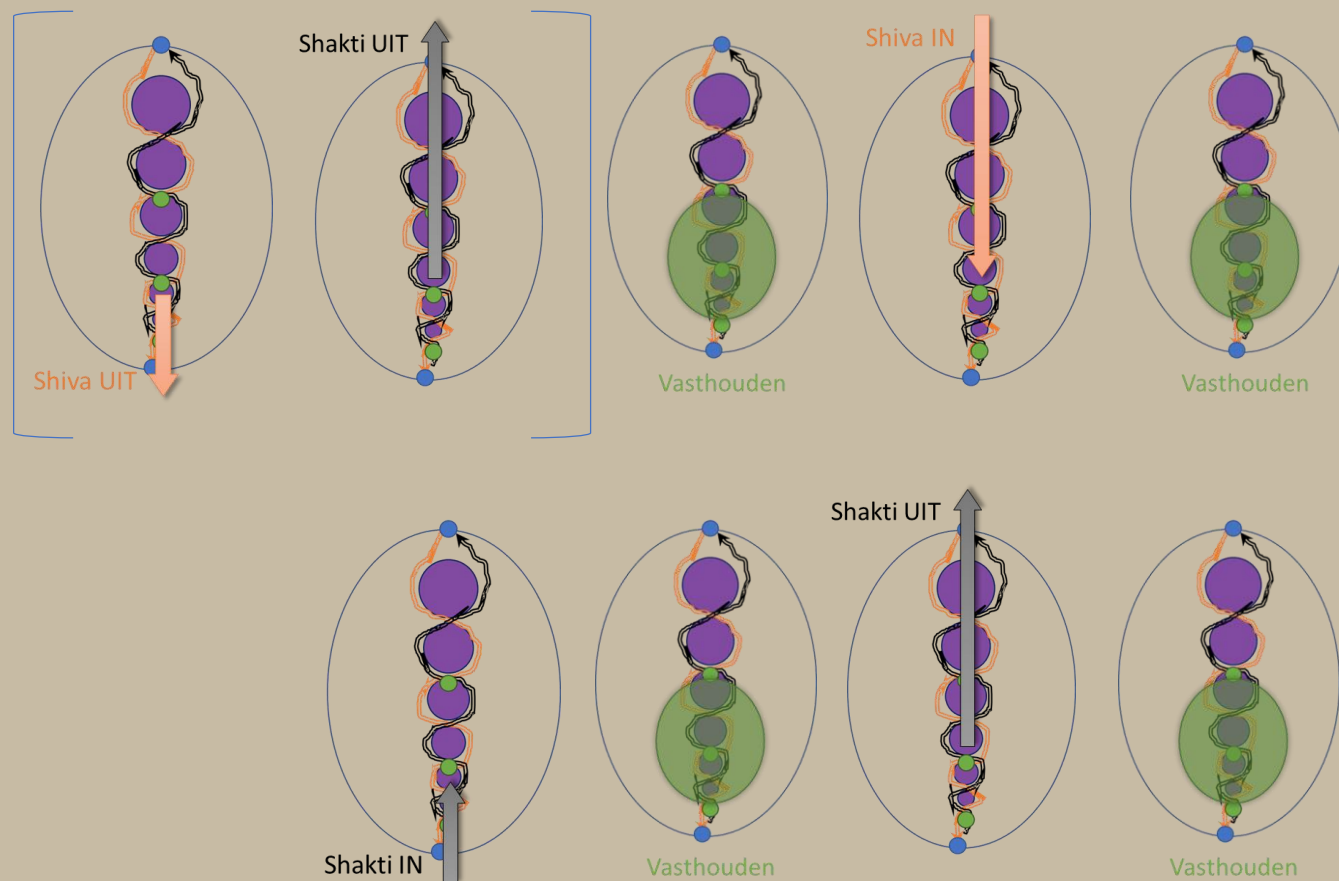 Shakti UIT
Shiva IN
Shiva UIT
Vasthouden
Vasthouden
Shakti UIT
Shakti IN
Vasthouden
Vasthouden